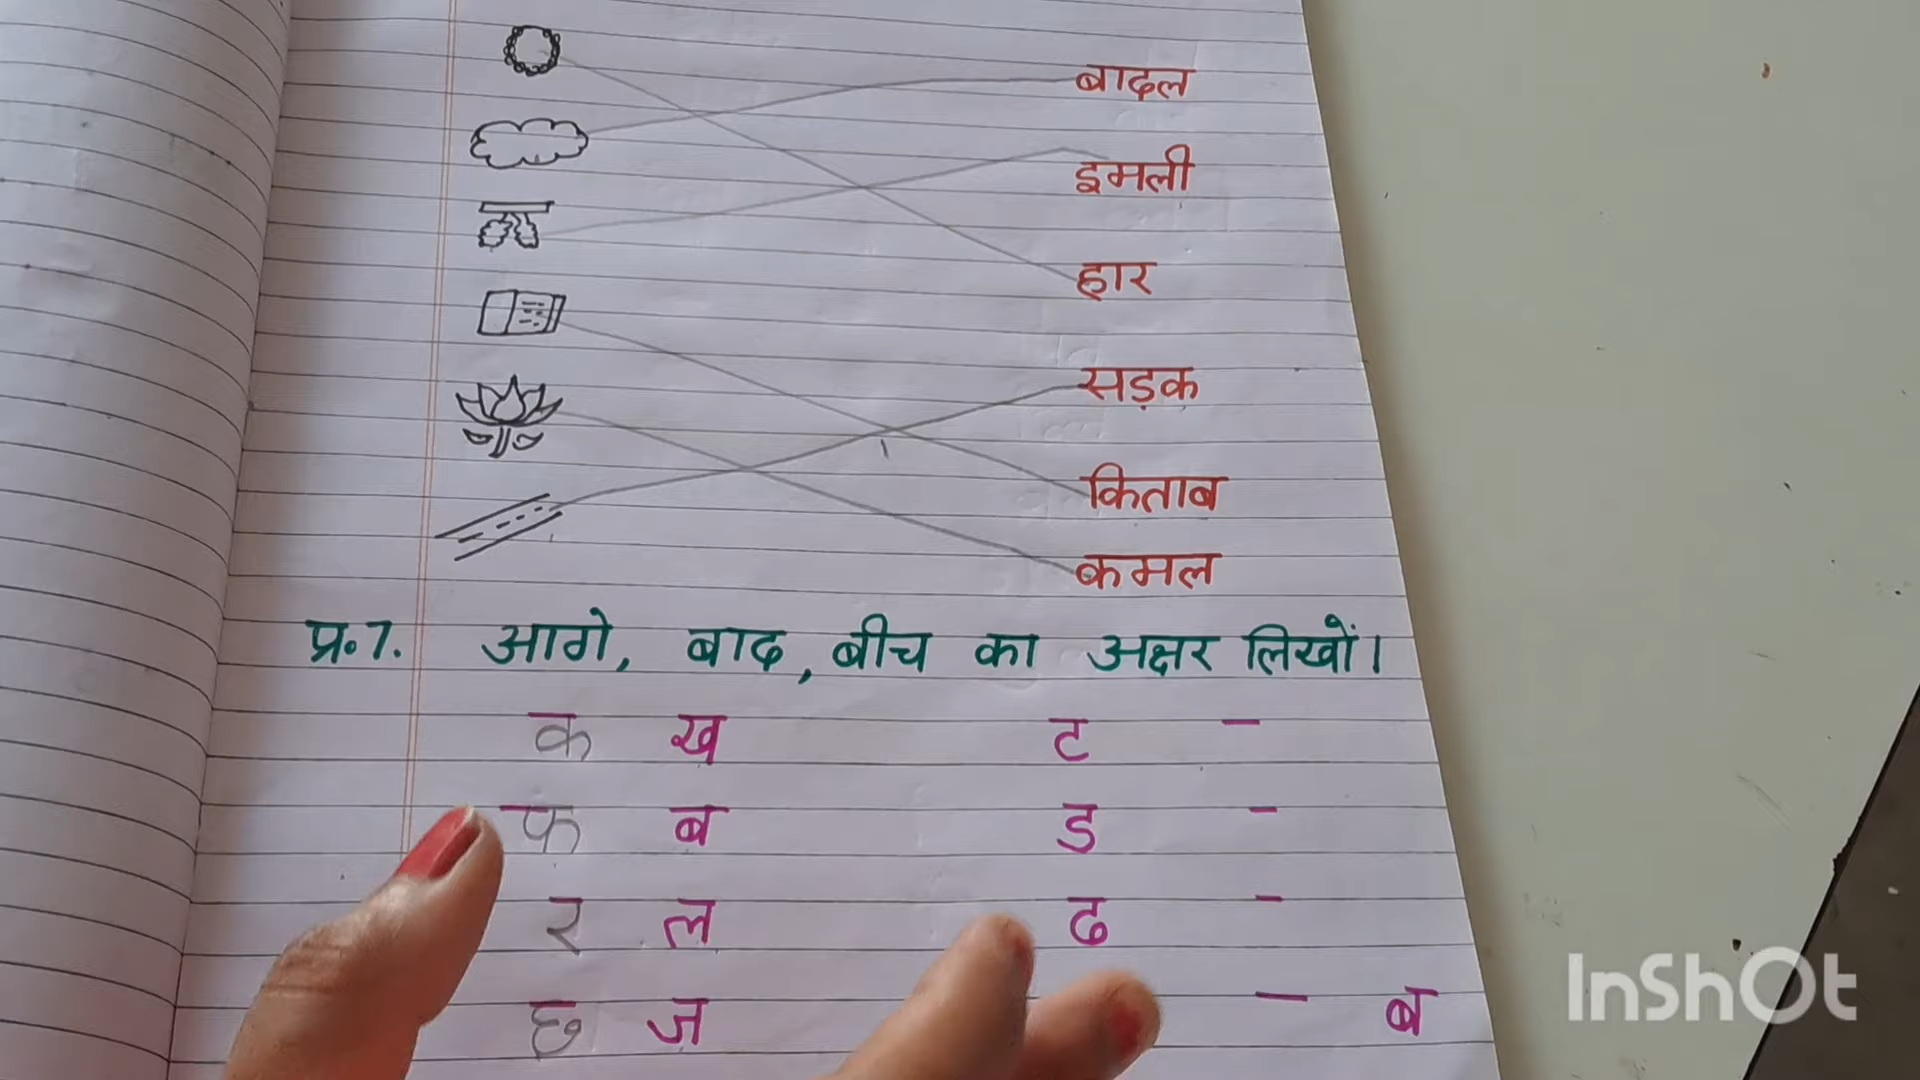 बादल
इमली
हार
सड़क
किताब
कमल
प्र.7. आगे, बाद, बीच का अक्षर लिखों।
क ख ट –
फ ब ड –
र ल ढ –
छ ज – ब
InShOt